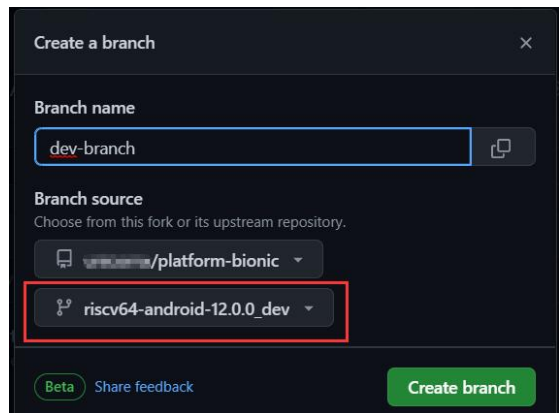 Create a branch
Branch name
dev-branch
Branch source
Choose from this fork or its upstream repository.
/platform-bionic
riscv64-android-12.0.0_dev
Beta Share feedback
Create branch